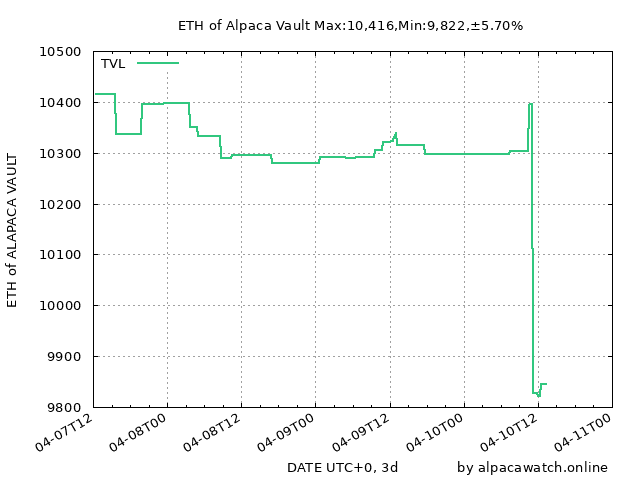 ETH of Alpaca Vault Max:10,416,Min:9,822,±5.70%
TVL
10500
10400
10300
10200
10100
10000
9900
9800
ETH of ALAPACA VAULT
04-07T12
04-08T00
04-08T12
04-09T00
04-09T12
04-10T00
04-10T12
04-11T00
DATE UTC+0, 3d
by alpacawatch.online